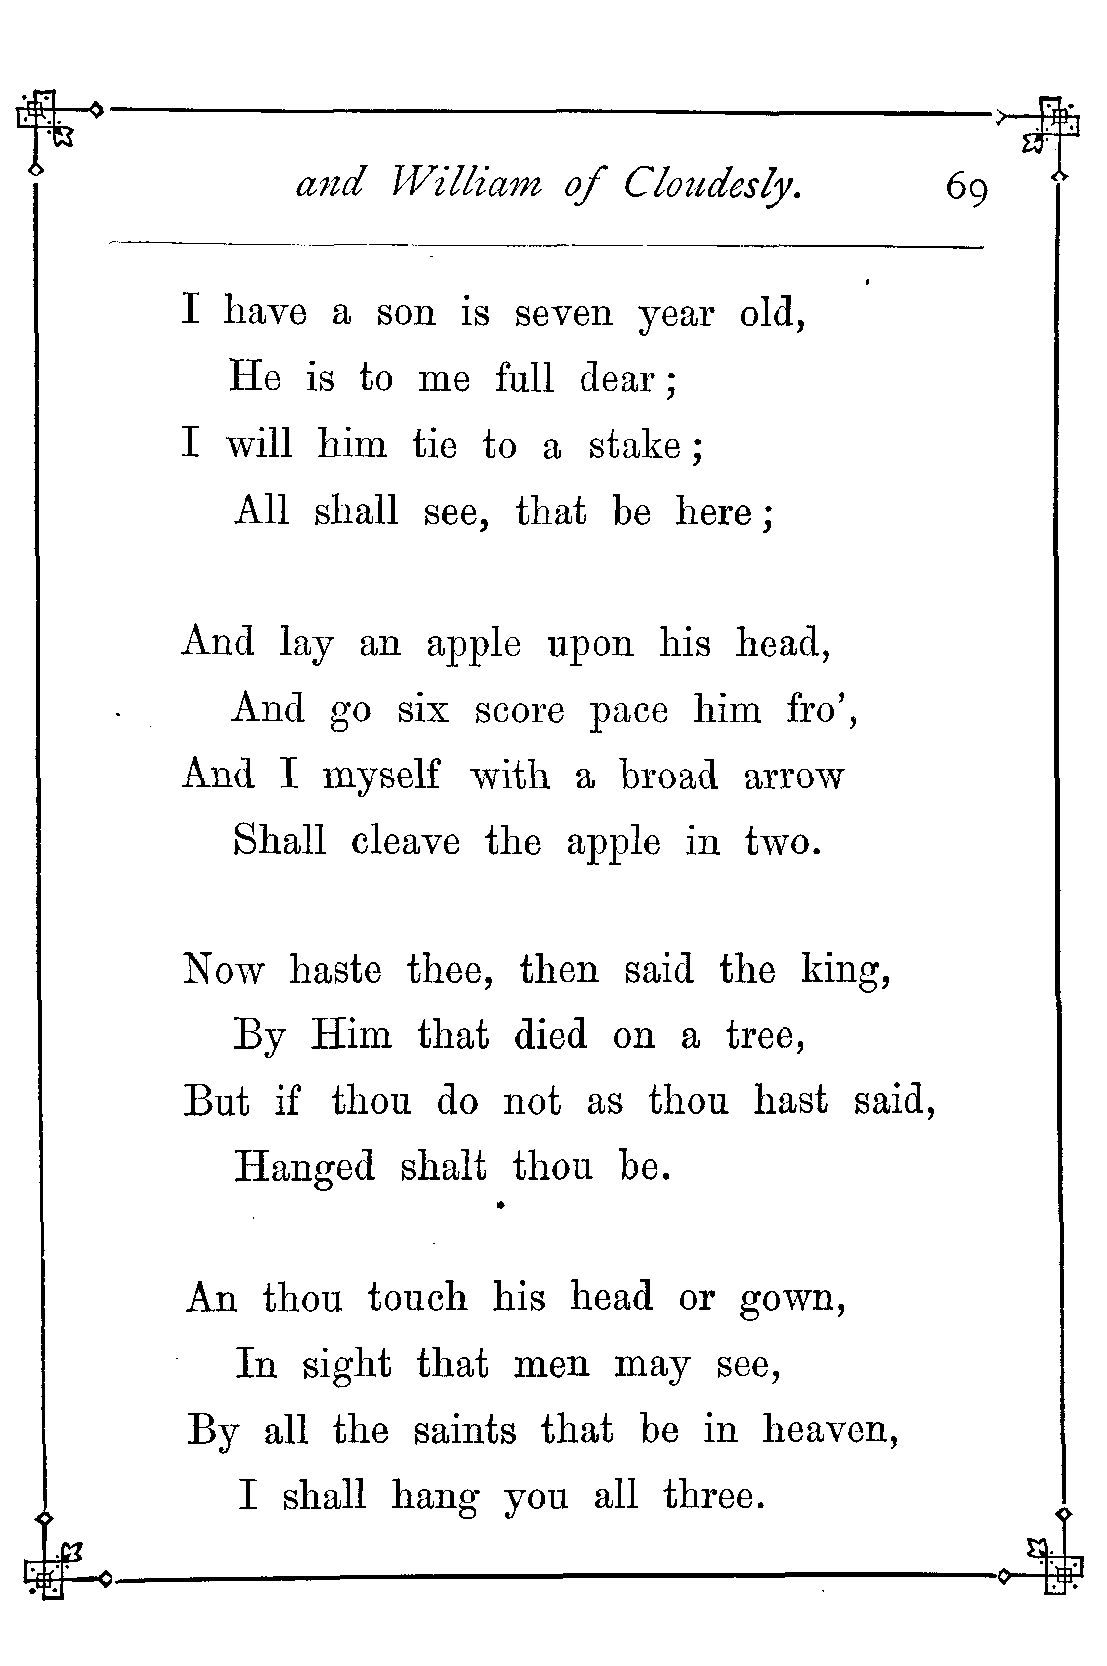 and William of Cloudesly. 69
I have a son is seven year old,
He is to me full dear;
I will him tie to a stake;
All shall see, that be here;
And lay an apple upon his head,
And go six score pace him fro',
And I myself with a broad arrow
Shall cleave the apple in two.
Now haste thee, then said the king,
By Him that died on a tree,
But if thou do not as thou hast said,
Hanged shalt thou be.
An thou touch his head or gown,
In sight that men may see,
By all the saints that be in heaven,
I shall hang you all three.